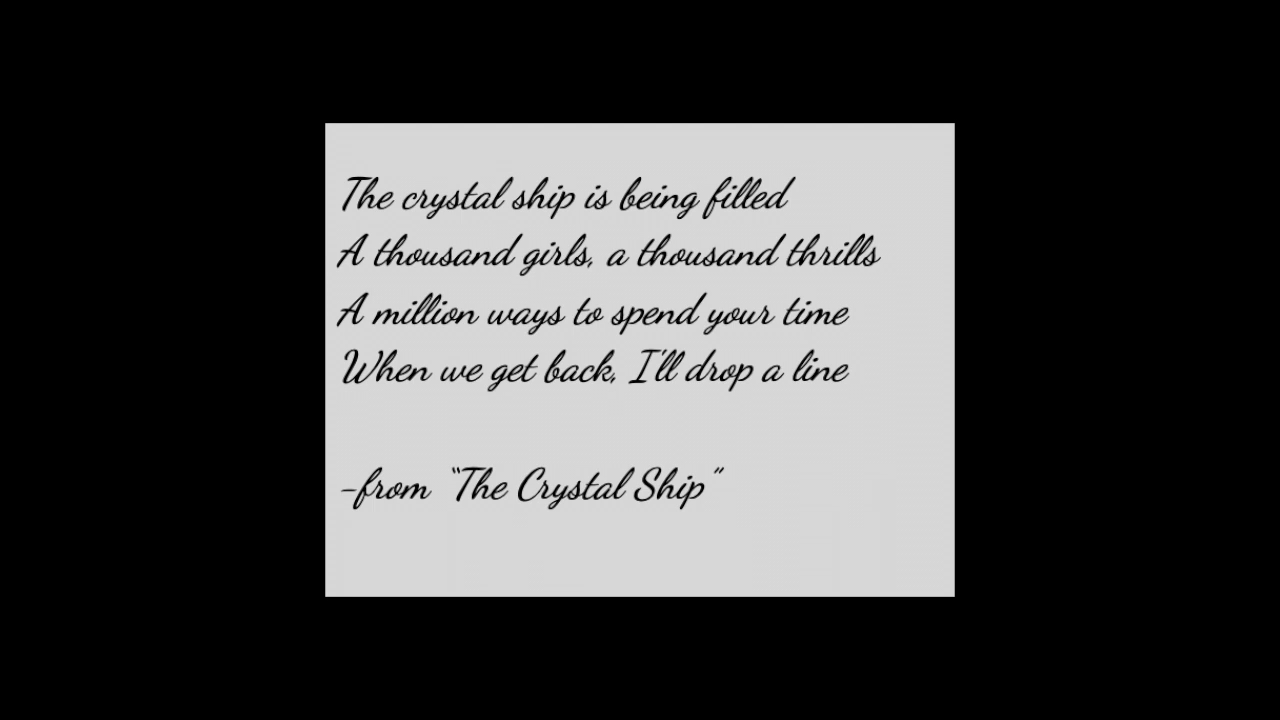 The crystal ship is being filled
A thousand girls, a thousand thrills
A million ways to spend your time
When we get back, I'll drop a line
-from "The Crystal Ship"